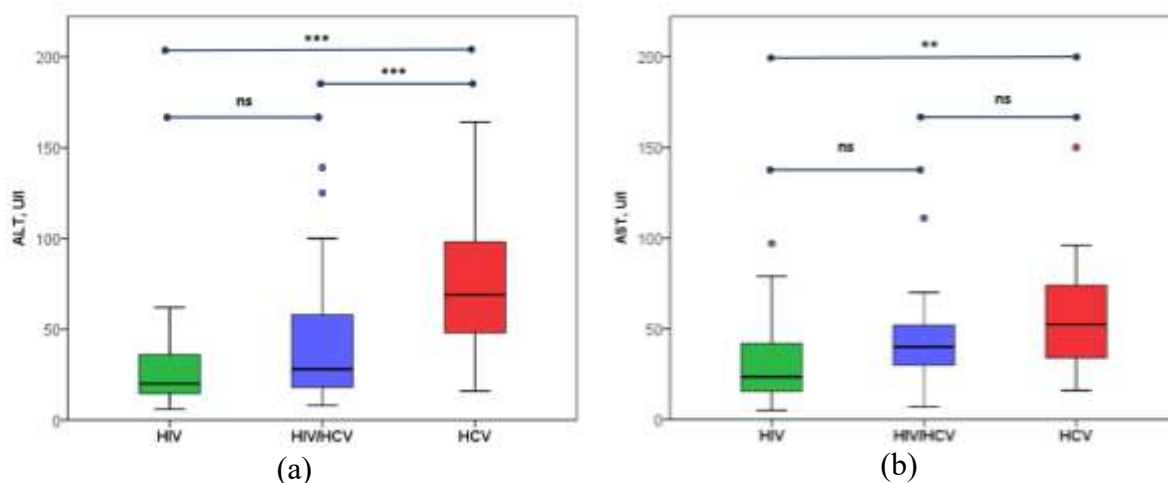 ***
200
***
ns
150
ALT, U/l
100
50
0
HIV
HIV/HCV
HCV
(a)
**
200
ns
150
ns
AST, U/l
100
50
0
HIV
HIV/HCV
HCV
(b)